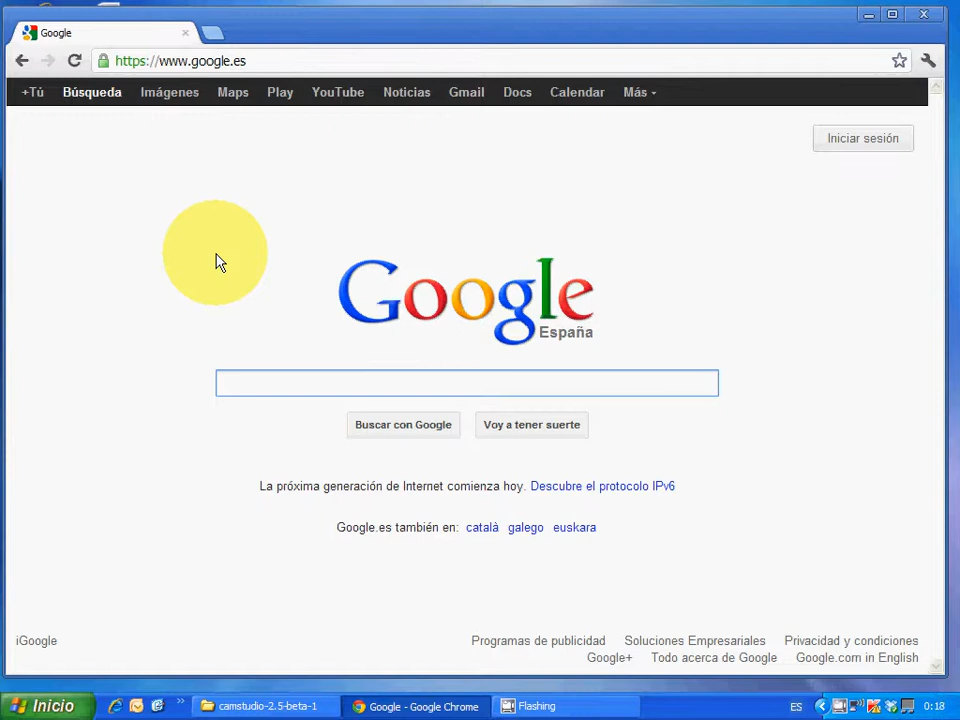 Google
https://www.google.es
+Tú Búsqueda Imágenes Maps Play YouTube Noticias Gmail Docs Calendar Más
Iniciar sesión
Google
España
Buscar con Google Voy a tener suerte
La próxima generación de Internet comienza hoy. Descubre el protocolo IPv6
Google.es también en: català galego euskara
iGoogle Programas de publicidad Soluciones Empresariales Privacidad y condiciones
Google+ Todo acerca de Google Google.com in English
Inicio camstudio-2.5-beta-1 Google - Google Chrome Flashing ES 0:18